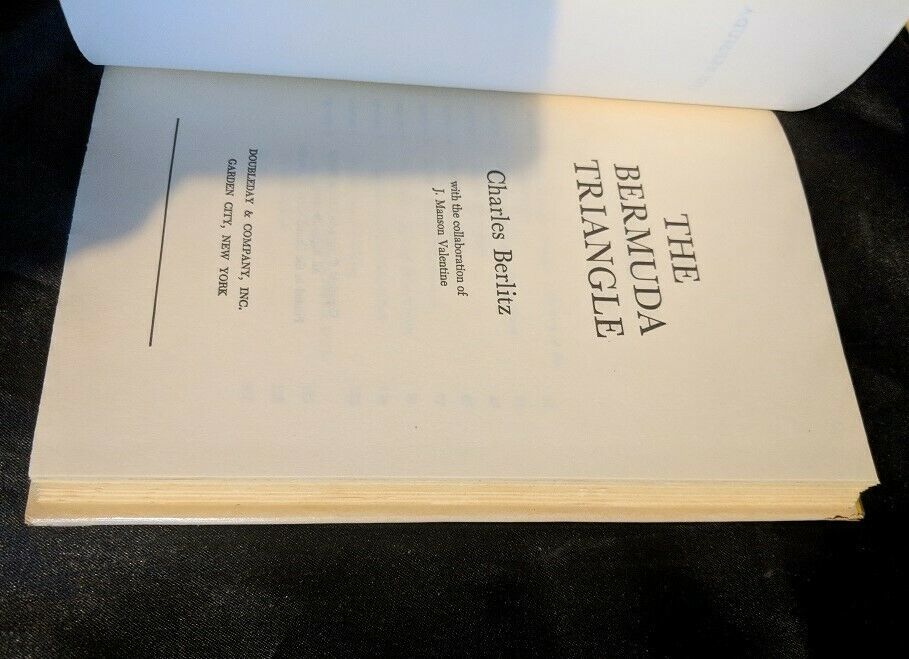 THE
BERMUDA
TRIANGLE
Charles Berlitz
with the collaboration of
J. Manson Valentine
DOUBLEDAY & COMPANY, INC.
GARDEN CITY, NEW YORK